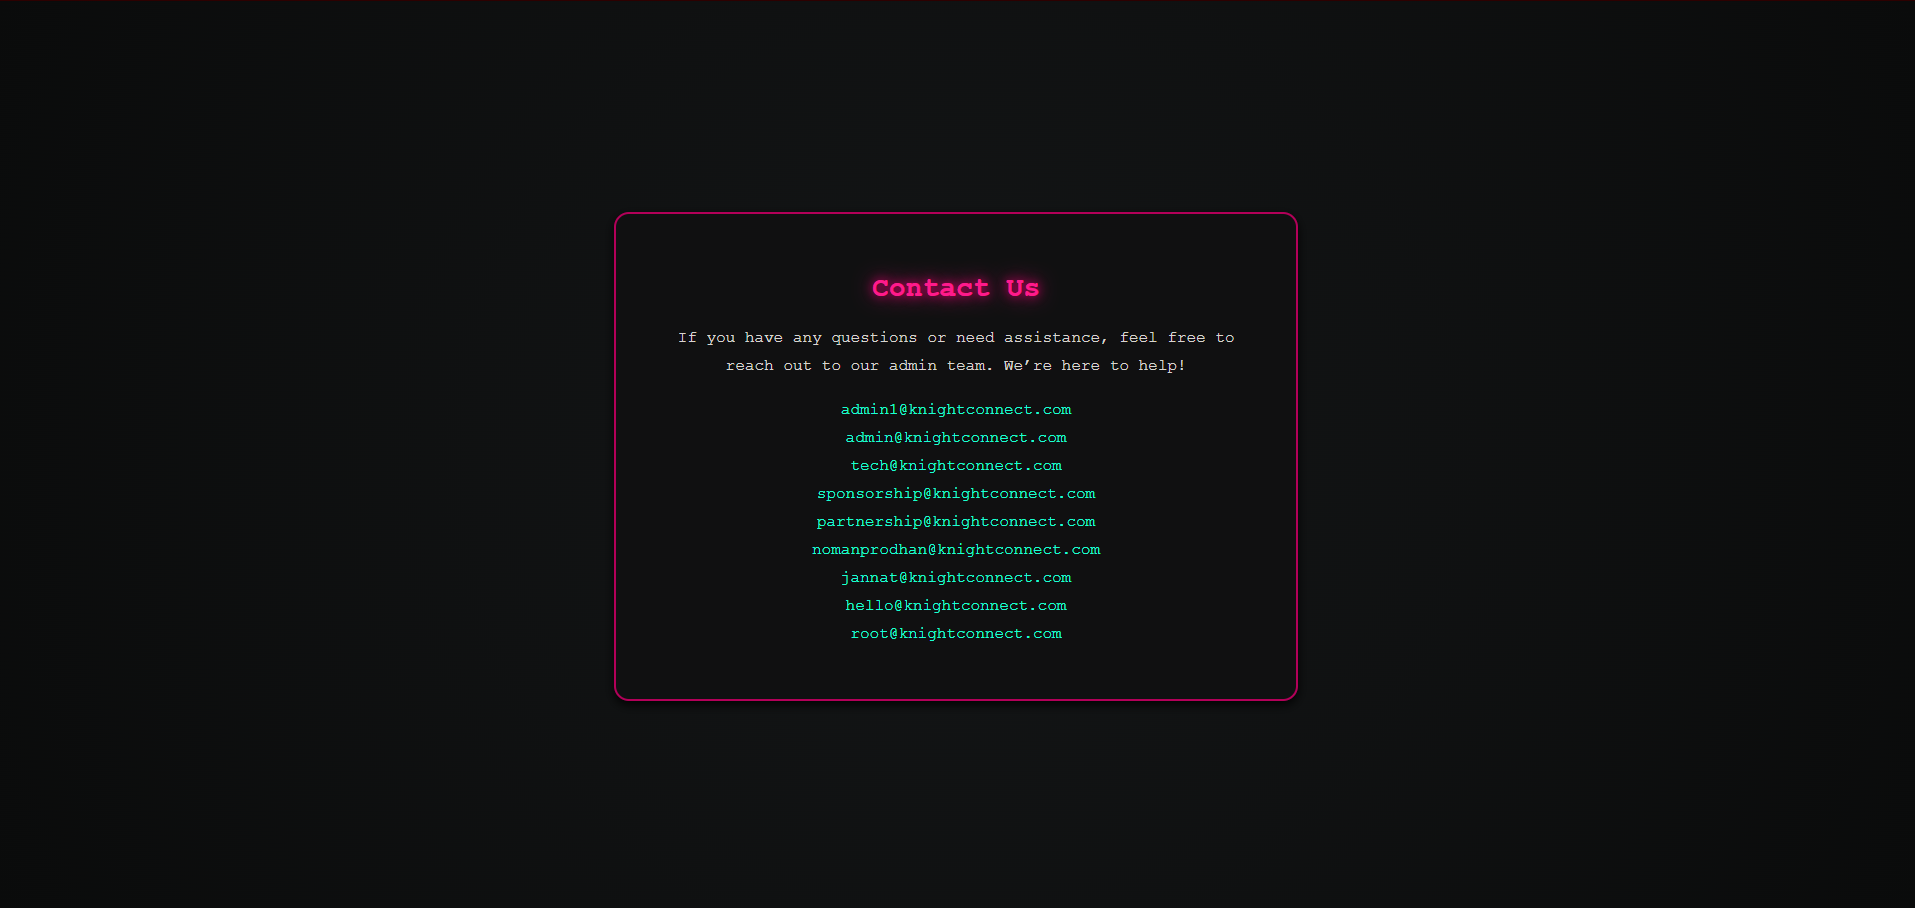 Contact Us
If you have any questions or need assistance, feel free to
reach out to our admin team. We’re here to help!
admin1@knightconnect.com
admin@knightconnect.com
tech@knightconnect.com
sponsorship@knightconnect.com
partnership@knightconnect.com
nomanprodhan@knightconnect.com
jannat@knightconnect.com
hello@knightconnect.com
root@knightconnect.com